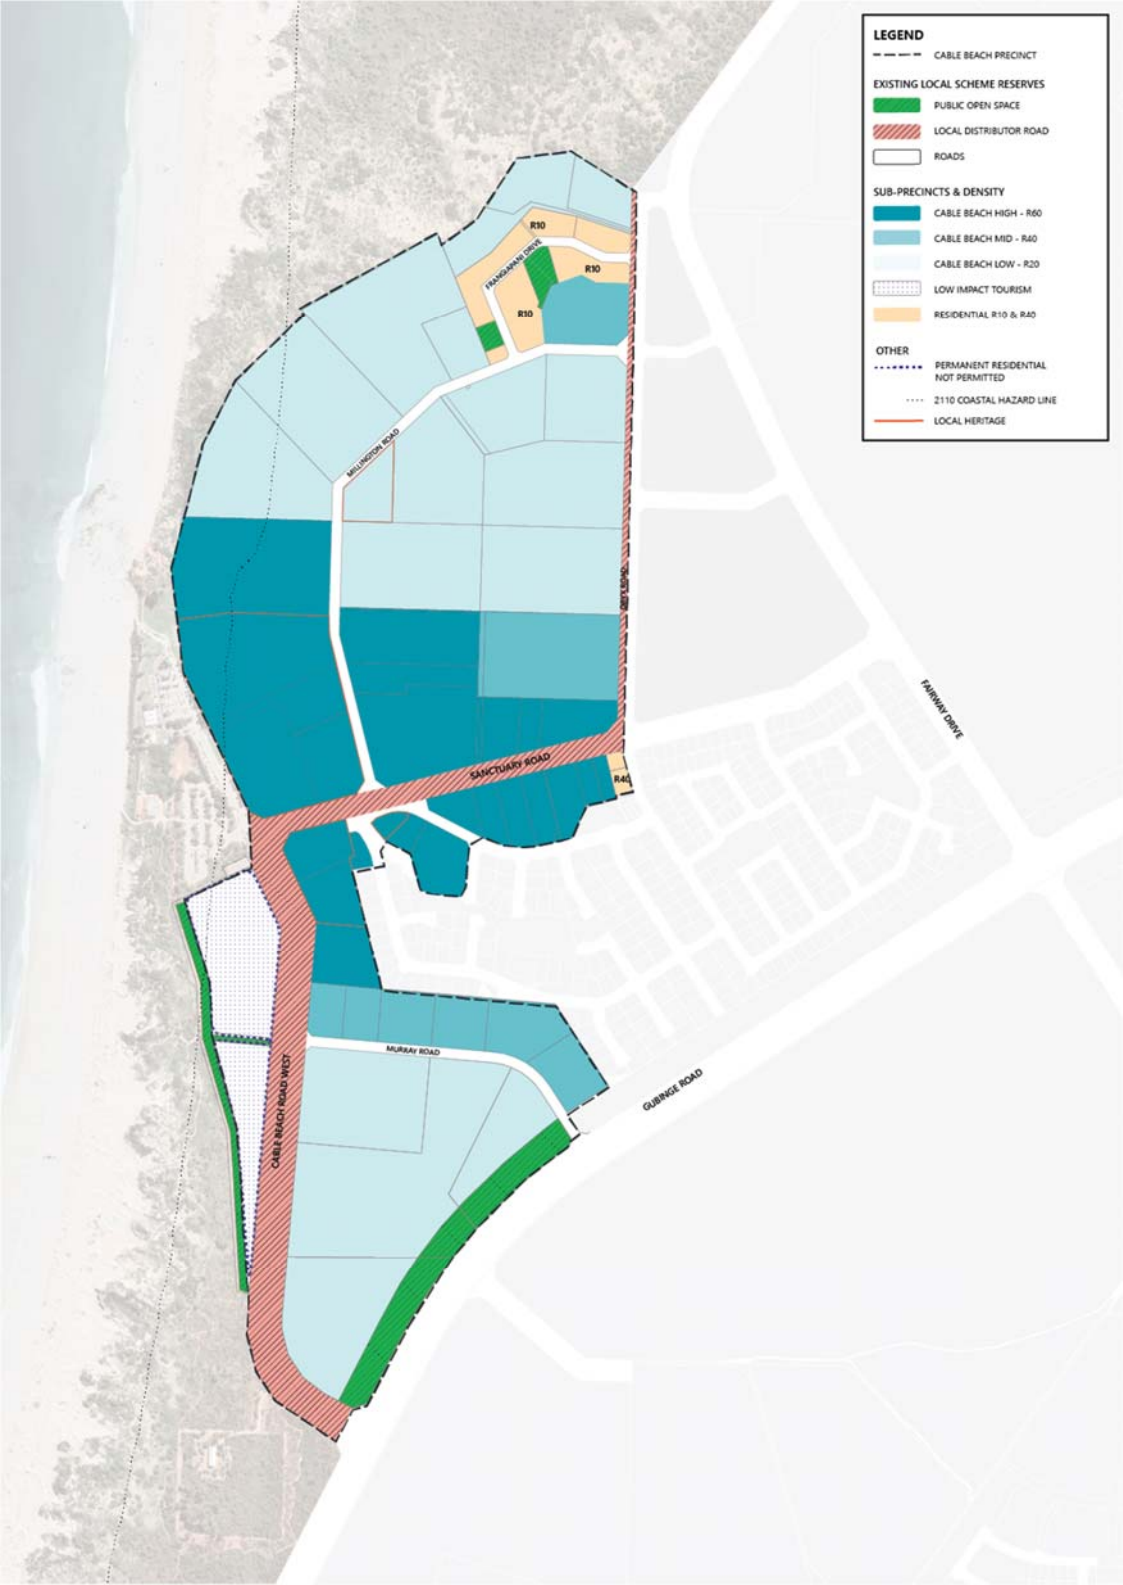 LEGEND
CABLE BEACH PRECINCT
EXISTING LOCAL SCHEME RESERVES
PUBLIC OPEN SPACE
LOCAL DISTRIBUTOR ROAD
ROADS
SUB-PRECINCTS & DENSITY
CABLE BEACH HIGH - R60
CABLE BEACH MID - R40
CABLE BEACH LOW - R20
LOW IMPACT TOURISM
RESIDENTIAL R10 & R40
OTHER
PERMANENT RESIDENTIAL
NOT PERMITTED
2110 COASTAL HAZARD LINE
LOCAL HERITAGE
R10
FRANGIAPANI DRIVE
R10
R10
MILLINGTON ROAD
ROAD
FAIRWAY DRIVE
SANCTUARY ROAD
R40
MURRAY ROAD
GUBINGE ROAD
CABLE BEACH ROAD WEST